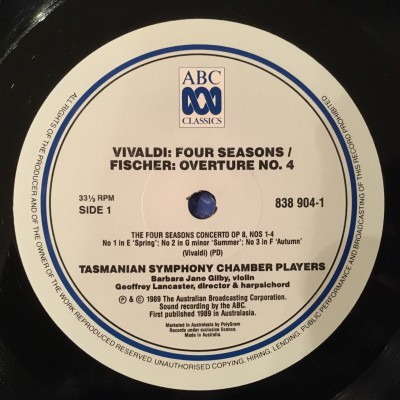 ABC
CLASSICS
VIVALDI: FOUR SEASONS /
FISCHER: OVERTURE NO. 4
33⅓ RPM
SIDE 1
838 904-1
THE FOUR SEASONS CONCERTO OP 8, NOS 1-4
No 1 in E 'Spring'; No 2 in G minor 'Summer'; No 3 in F 'Autumn'
(Vivaldi) (PD)
TASMANIAN SYMPHONY CHAMBER PLAYERS
Barbara Jane Gilby, violin
Geoffrey Lancaster, director & harpsichord
℗ & © 1989 The Australian Broadcasting Corporation.
Sound recording by the ABC.
First published 1989 in Australasia.
Marketed in Australasia by PolyGram
Records under exclusive licence.
Made in Australia.
ALL RIGHTS OF THE PRODUCER AND OF THE OWNER OF THE WORK REPRODUCED RESERVED. UNAUTHORISED COPYING, HIRING, LENDING, PUBLIC PERFORMANCE AND BROADCASTING OF THIS RECORD PROHIBITED